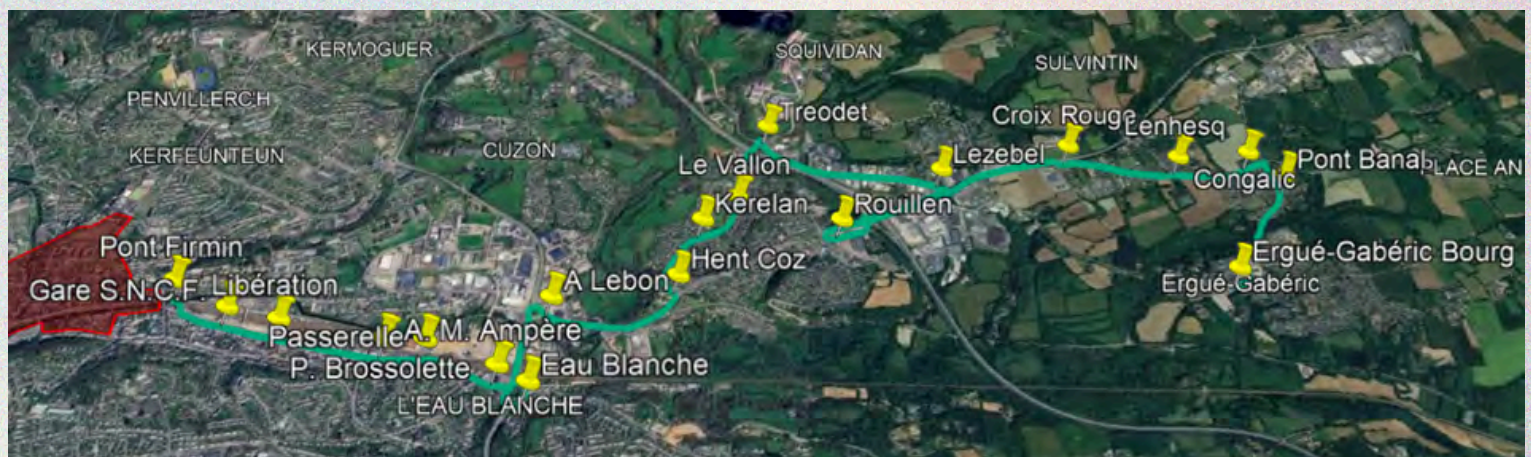 KERMOGUER
SQUIVIDAN
SULVINTIN
PENVILLERC'H
Treodet
Croix Rouge
Lenhesq
KERFEUNTEUN
CUZON
Le Vallon
Lezebel
Pont Banal
PLACE AN
Congalic
Kerelan
Rouillen
Pont Firmin
Hent Coz
Ergué-Gabéric Bourg
Gare S.N.C.F.
Libération
A Lebon
Ergué-Gabéric
Passerelle
A. M. Ampère
P. Brossolette
Eau Blanche
L'EAU BLANCHE